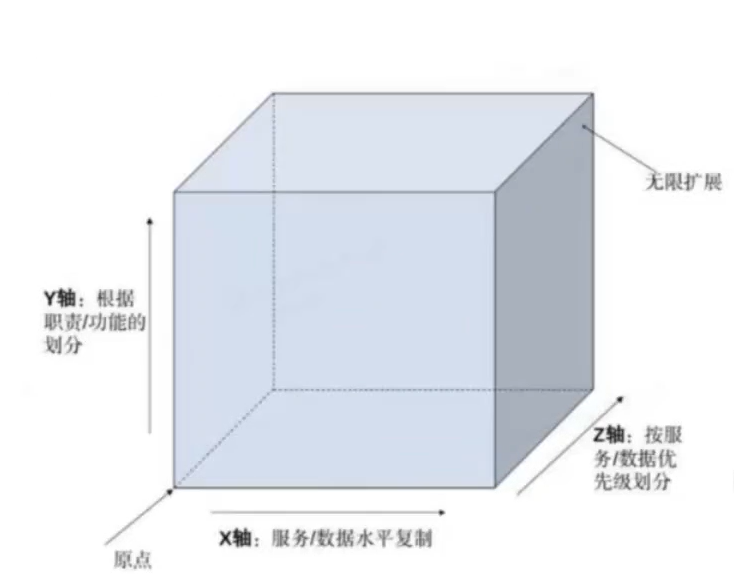 无限扩展
Y轴：根据
职责/功能的
划分
Z轴：按服
务/数据优
先级划分
X轴：服务/数据水平复制
原点